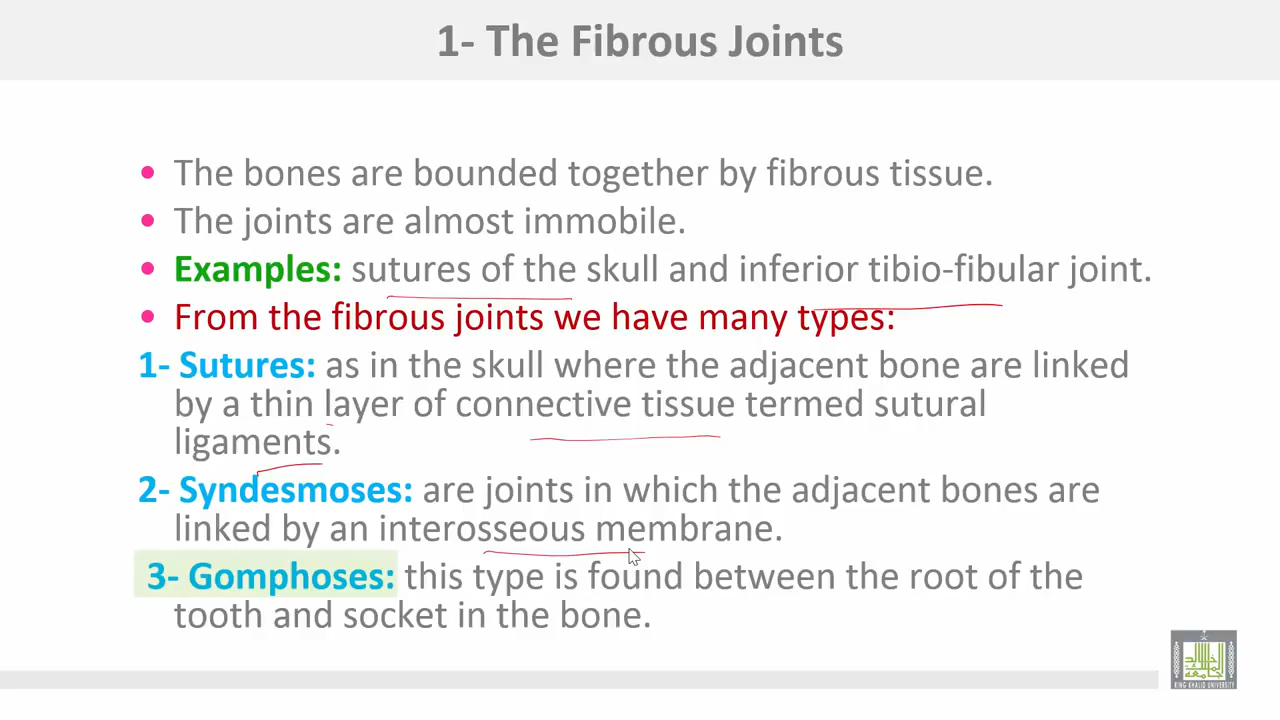 1- The Fibrous Joints
• The bones are bounded together by fibrous tissue.
• The joints are almost immobile.
• Examples: sutures of the skull and inferior tibio-fibular joint.
• From the fibrous joints we have many types:
1- Sutures: as in the skull where the adjacent bone are linked
by a thin layer of connective tissue termed sutural
ligaments.
2- Syndesmoses: are joints in which the adjacent bones are
linked by an interosseous membrane.
3- Gomphoses: this type is found between the root of the
tooth and socket in the bone.
KING KHALID UNIVERSITY